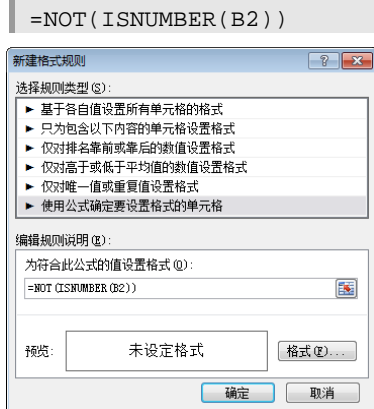 =NOT(ISNUMBER(B2))
新建格式规则
选择规则类型(S):
► 基于各自值设置所有单元格的格式
► 只为包含以下内容的单元格设置格式
► 仅对排名靠前或靠后的数值设置格式
► 仅对高于或低于平均值的数值设置格式
► 仅对唯一值或重复值设置格式
► 使用公式确定要设置格式的单元格
编辑规则说明(E):
为符合此公式的值设置格式(O):
=NOT(ISNUMBER(B2))
预览: 未设定格式 格式(F)...
确定 取消